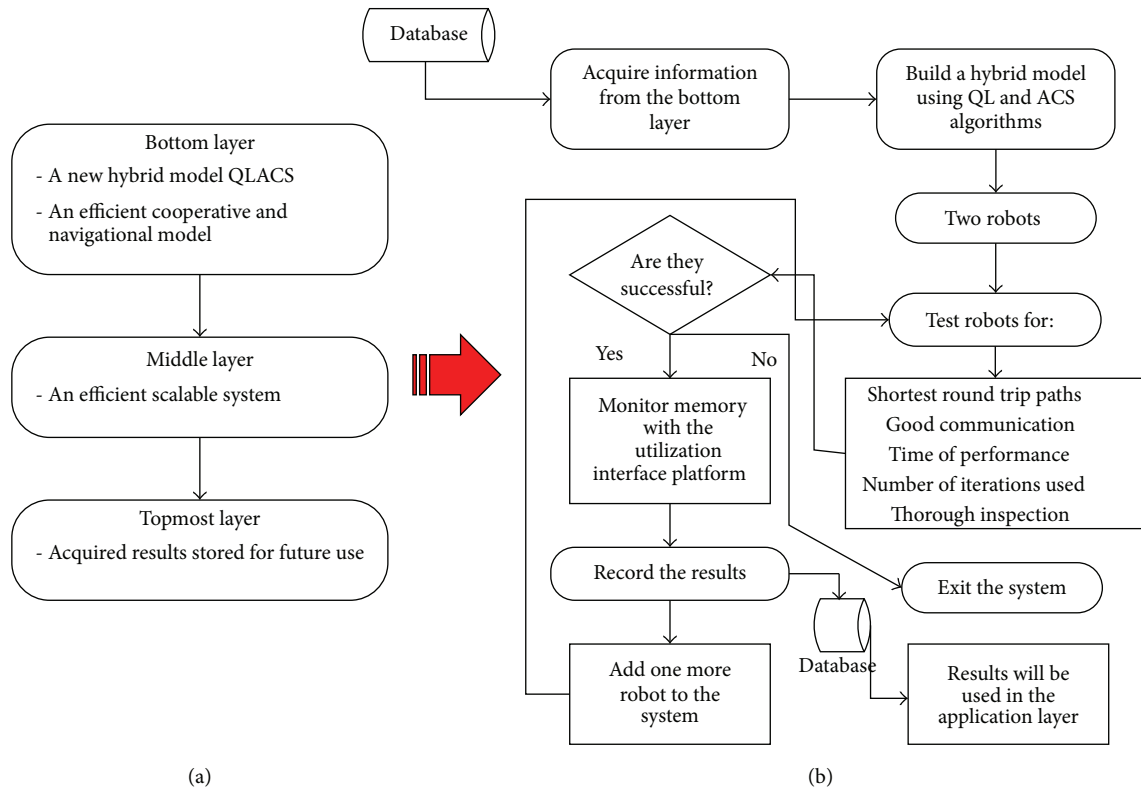 Bottom layer
- A new hybrid model QLACS
- An efficient cooperative and
navigational model
Middle layer
- An efficient scalable system
Topmost layer
- Acquired results stored for future use
(a)
Database
Acquire information
from the bottom
layer
Build a hybrid model
using QL and ACS
algorithms
Two robots
Test robots for:
Shortest round trip paths
Good communication
Time of performance
Number of iterations used
Thorough inspection
Are they
successful?
Yes
No
Monitor memory
with the
utilization
interface platform
Record the results
Exit the system
Database
Add one more
robot to the
system
Results will be
used in the
application layer
(b)